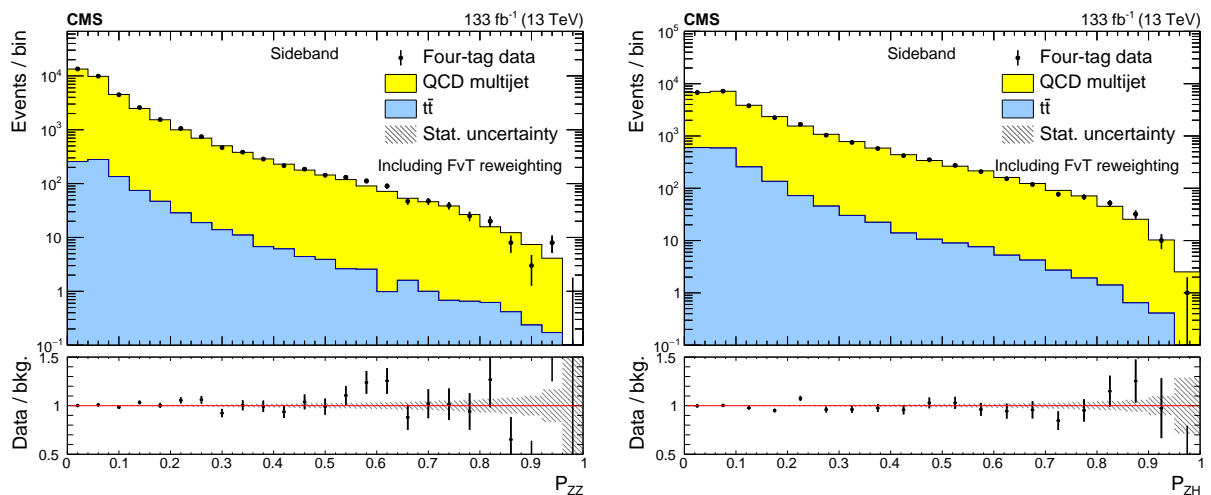 CMS 133 fb⁻¹ (13 TeV)
Events / bin
10⁴
10³
10²
10
1
10⁻¹
Sideband
Four-tag data
QCD multijet
tt̄
Stat. uncertainty
Including FvT reweighting
Data / bkg.
1.5
1
0.5
0 0.1 0.2 0.3 0.4 0.5 0.6 0.7 0.8 0.9 1
P_ZZ
CMS 133 fb⁻¹ (13 TeV)
Events / bin
10⁵
10⁴
10³
10²
10
1
10⁻¹
Sideband
Four-tag data
QCD multijet
tt̄
Stat. uncertainty
Including FvT reweighting
Data / bkg.
1.5
1
0.5
0 0.1 0.2 0.3 0.4 0.5 0.6 0.7 0.8 0.9 1
P_ZH